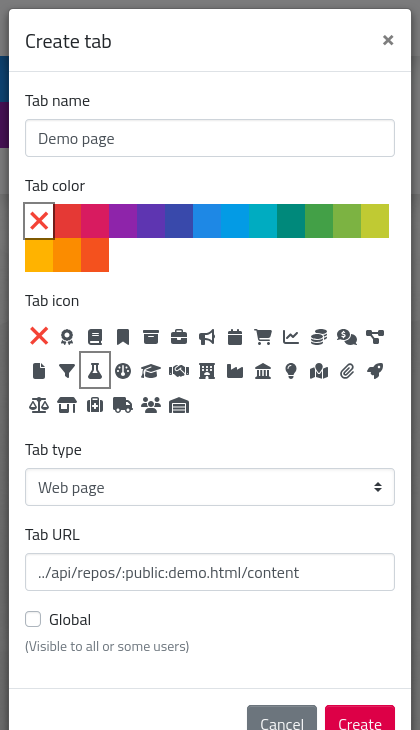 Create tab
Tab name
Demo page
Tab color
Tab icon
Tab type
Web page
Tab URL
../api/repos/:public:demo.html/content
Global
(Visible to all or some users)
Cancel Create